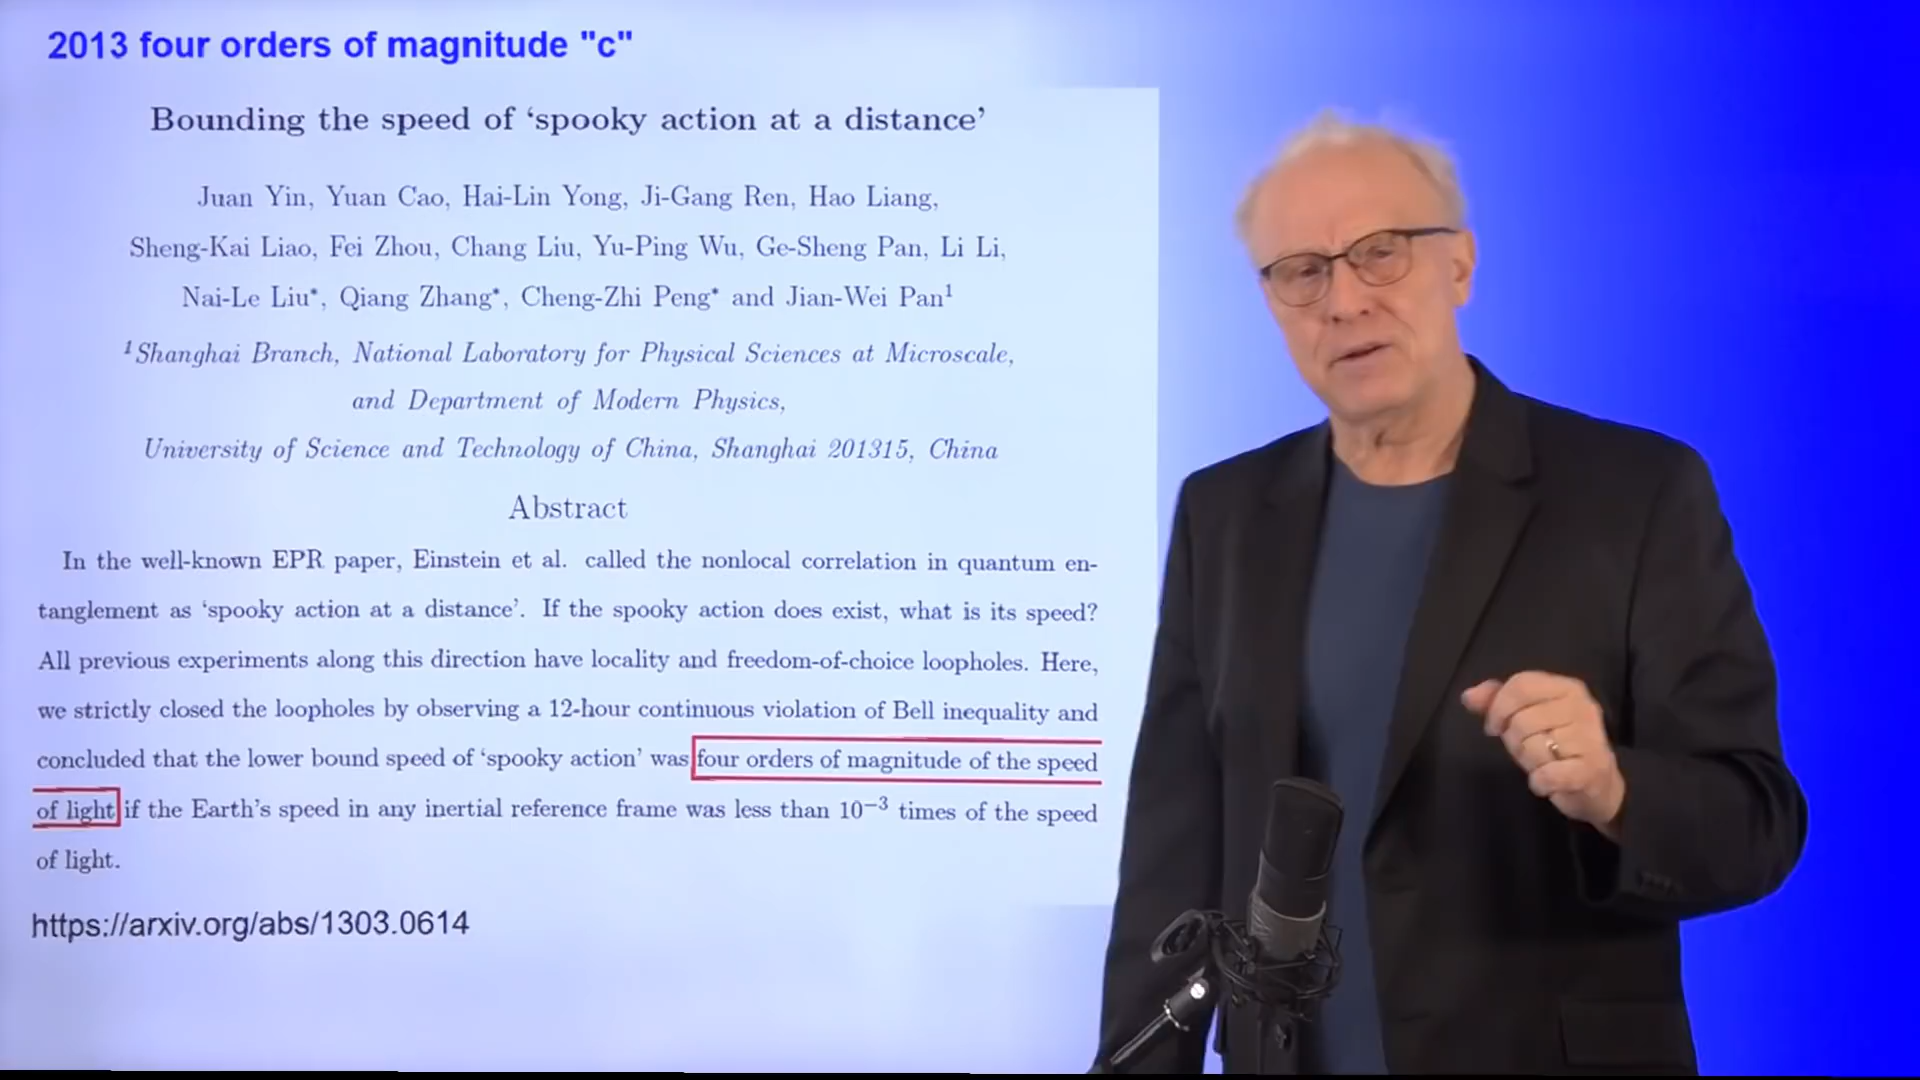 2013 four orders of magnitude "c"
Bounding the speed of ‘spooky action at a distance’
Juan Yin, Yuan Cao, Hai-Lin Yong, Ji-Gang Ren, Hao Liang,
Sheng-Kai Liao, Fei Zhou, Chang Liu, Yu-Ping Wu, Ge-Sheng Pan, Li Li,
Nai-Le Liu*, Qiang Zhang*, Cheng-Zhi Peng* and Jian-Wei Pan¹
¹Shanghai Branch, National Laboratory for Physical Sciences at Microscale,
and Department of Modern Physics,
University of Science and Technology of China, Shanghai 201315, China
Abstract
In the well-known EPR paper, Einstein et al. called the nonlocal correlation in quantum en-
tanglement as ‘spooky action at a distance’. If the spooky action does exist, what is its speed?
All previous experiments along this direction have locality and freedom-of-choice loopholes. Here,
we strictly closed the loopholes by observing a 12-hour continuous violation of Bell inequality and
concluded that the lower bound speed of ‘spooky action’ was four orders of magnitude of the speed
of light if the Earth’s speed in any inertial reference frame was less than 10⁻³ times of the speed
of light.
https://arxiv.org/abs/1303.0614